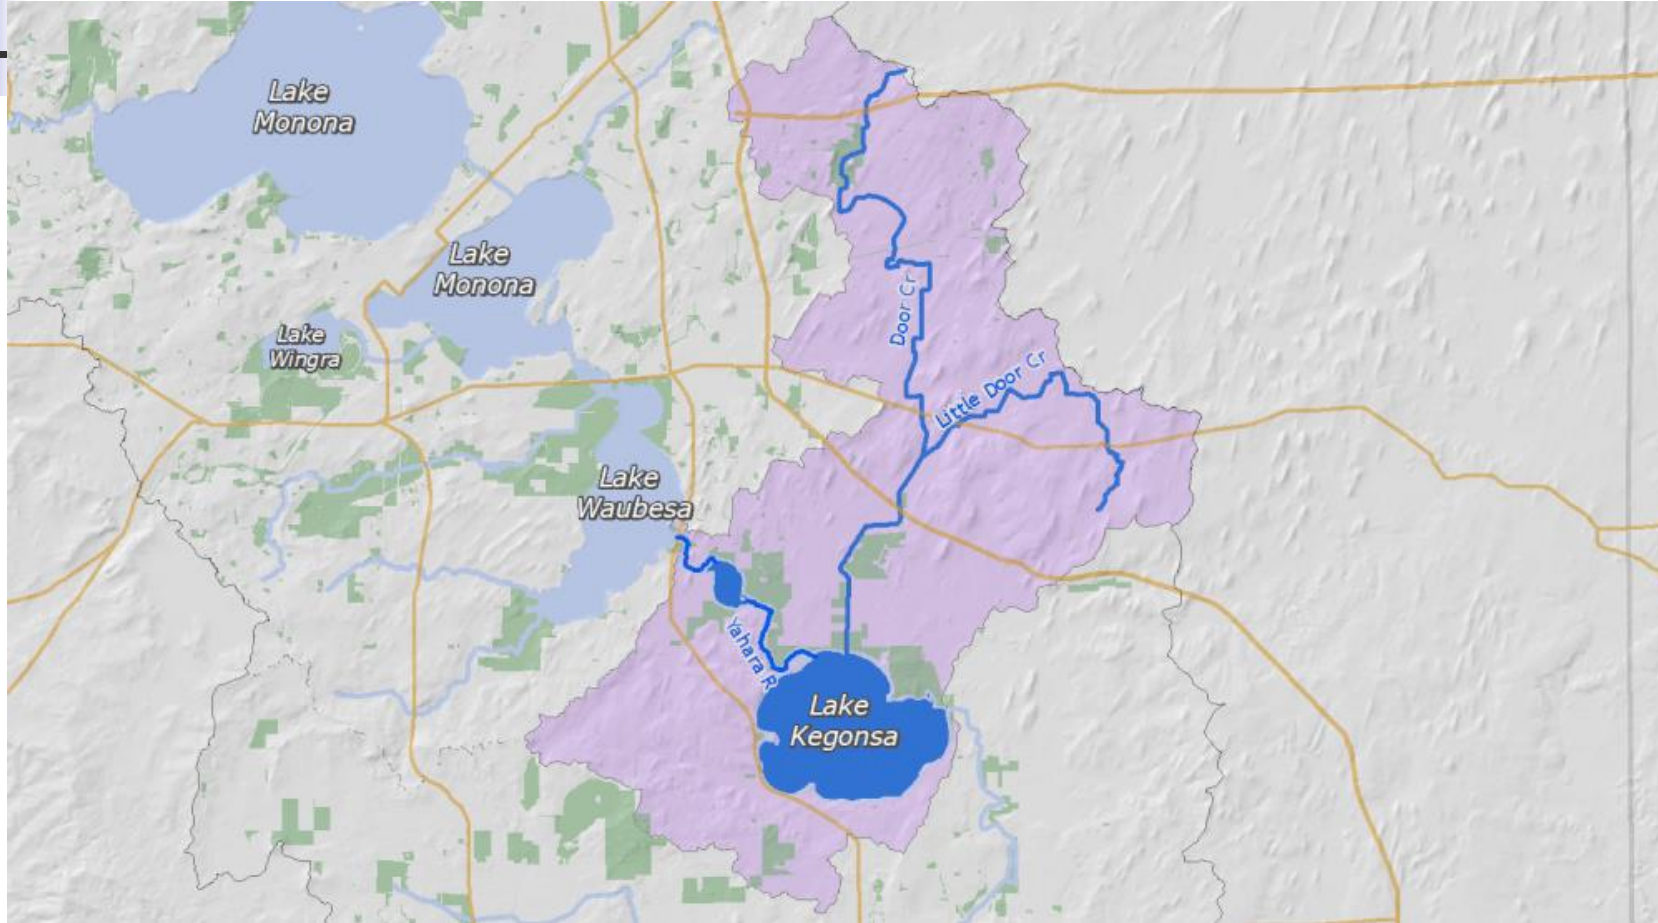 Lake
Monona
Lake
Monona
Lake
Wingra
Door Cr
Little Door Cr
Lake
Waubesa
Yahara R
Lake
Kegonsa